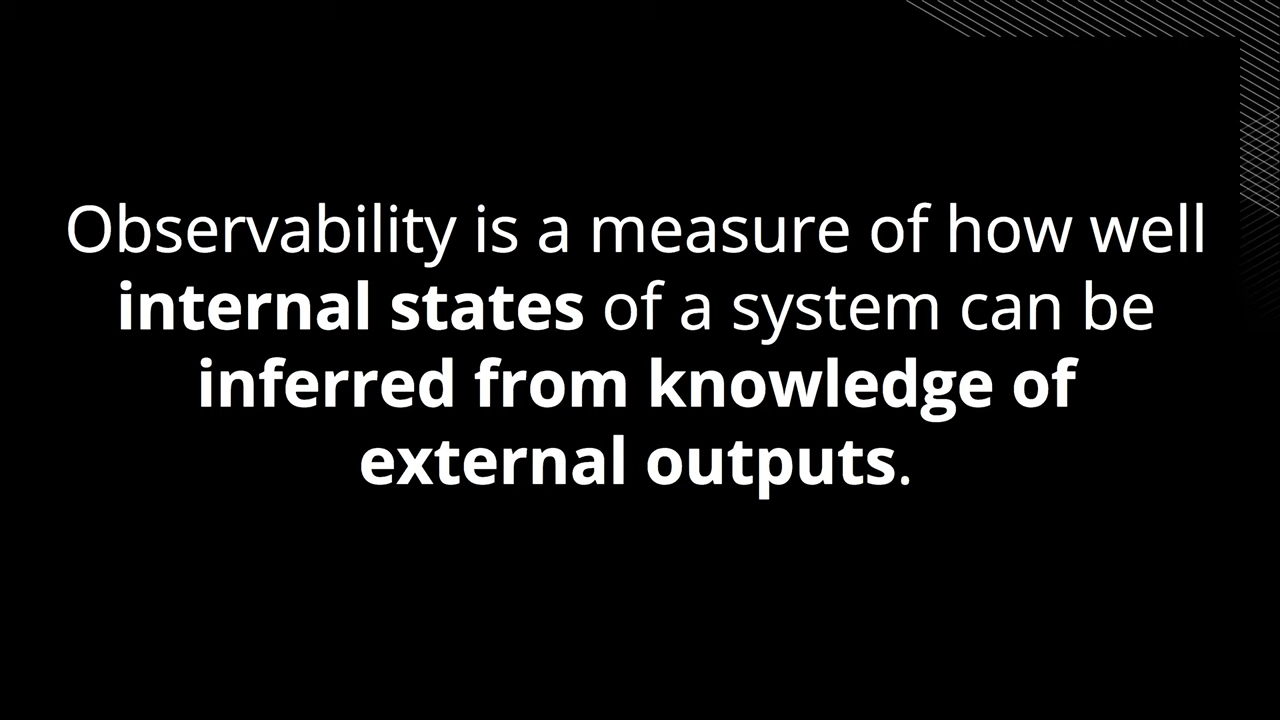 Observability is a measure of how well
internal states of a system can be
inferred from knowledge of
external outputs.